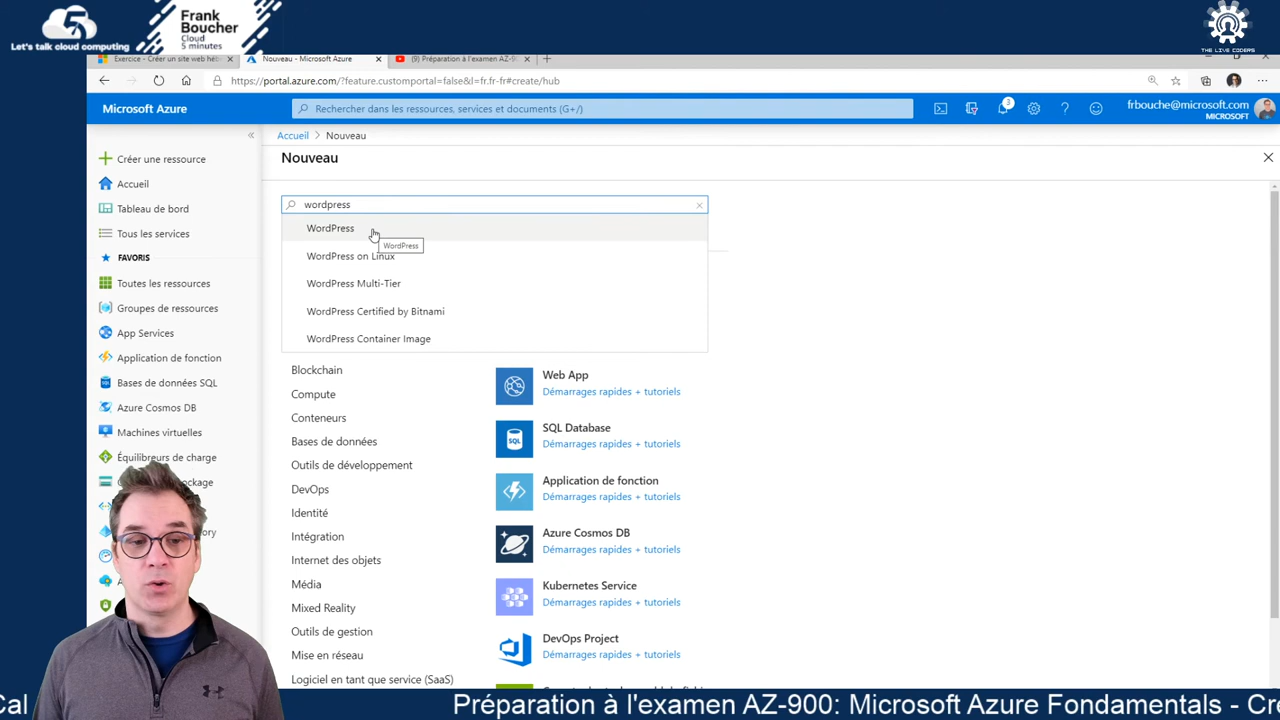 5
Let's talk cloud computing
Frank
Boucher
Cloud
5 minutes
THE LIVE CODERS
Exercice - Créer un site web hé
Nouveau - Microsoft Azure
(9) Préparation à l'examen AZ-90
https://portal.azure.com/?feature.customportal=false&l=fr.fr-fr#create/hub
Microsoft Azure
Rechercher dans les ressources, services et documents (G+/)
3
frbouche@microsoft.com
MICROSOFT
Accueil > Nouveau
Nouveau
Créer une ressource
Accueil
Tableau de bord
Tous les services
FAVORIS
Toutes les ressources
Groupes de ressources
App Services
Application de fonction
Bases de données SQL
Azure Cosmos DB
Machines virtuelles
Équilibreurs de charge
wordpress
WordPress
WordPress
WordPress on Linux
WordPress Multi-Tier
WordPress Certified by Bitnami
WordPress Container Image
Blockchain
Compute
Conteneurs
Bases de données
Outils de développement
DevOps
Identité
Intégration
Internet des objets
Média
Mixed Reality
Outils de gestion
Mise en réseau
Logiciel en tant que service (SaaS)
Web App
Démarrages rapides + tutoriels
SQL
SQL Database
Démarrages rapides + tutoriels
Application de fonction
Démarrages rapides + tutoriels
Azure Cosmos DB
Démarrages rapides + tutoriels
Kubernetes Service
Démarrages rapides + tutoriels
DevOps Project
Démarrages rapides + tutoriels
Cal
Préparation à l'examen AZ-900: Microsoft Azure Fundamentals - Cr